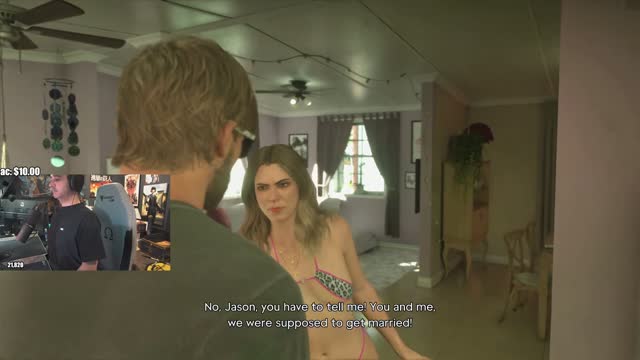 ac: $10.00
21,820
No, Jason, you have to tell me! You and me,
we were supposed to get married!